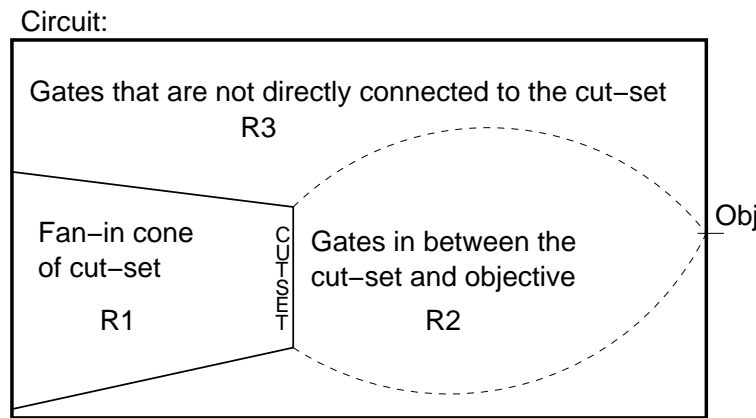 Circuit:
Gates that are not directly connected to the cut−set
R3
Fan−in cone
of cut−set
R1
CUTSET
Gates in between the
cut−set and objective
R2
Obj